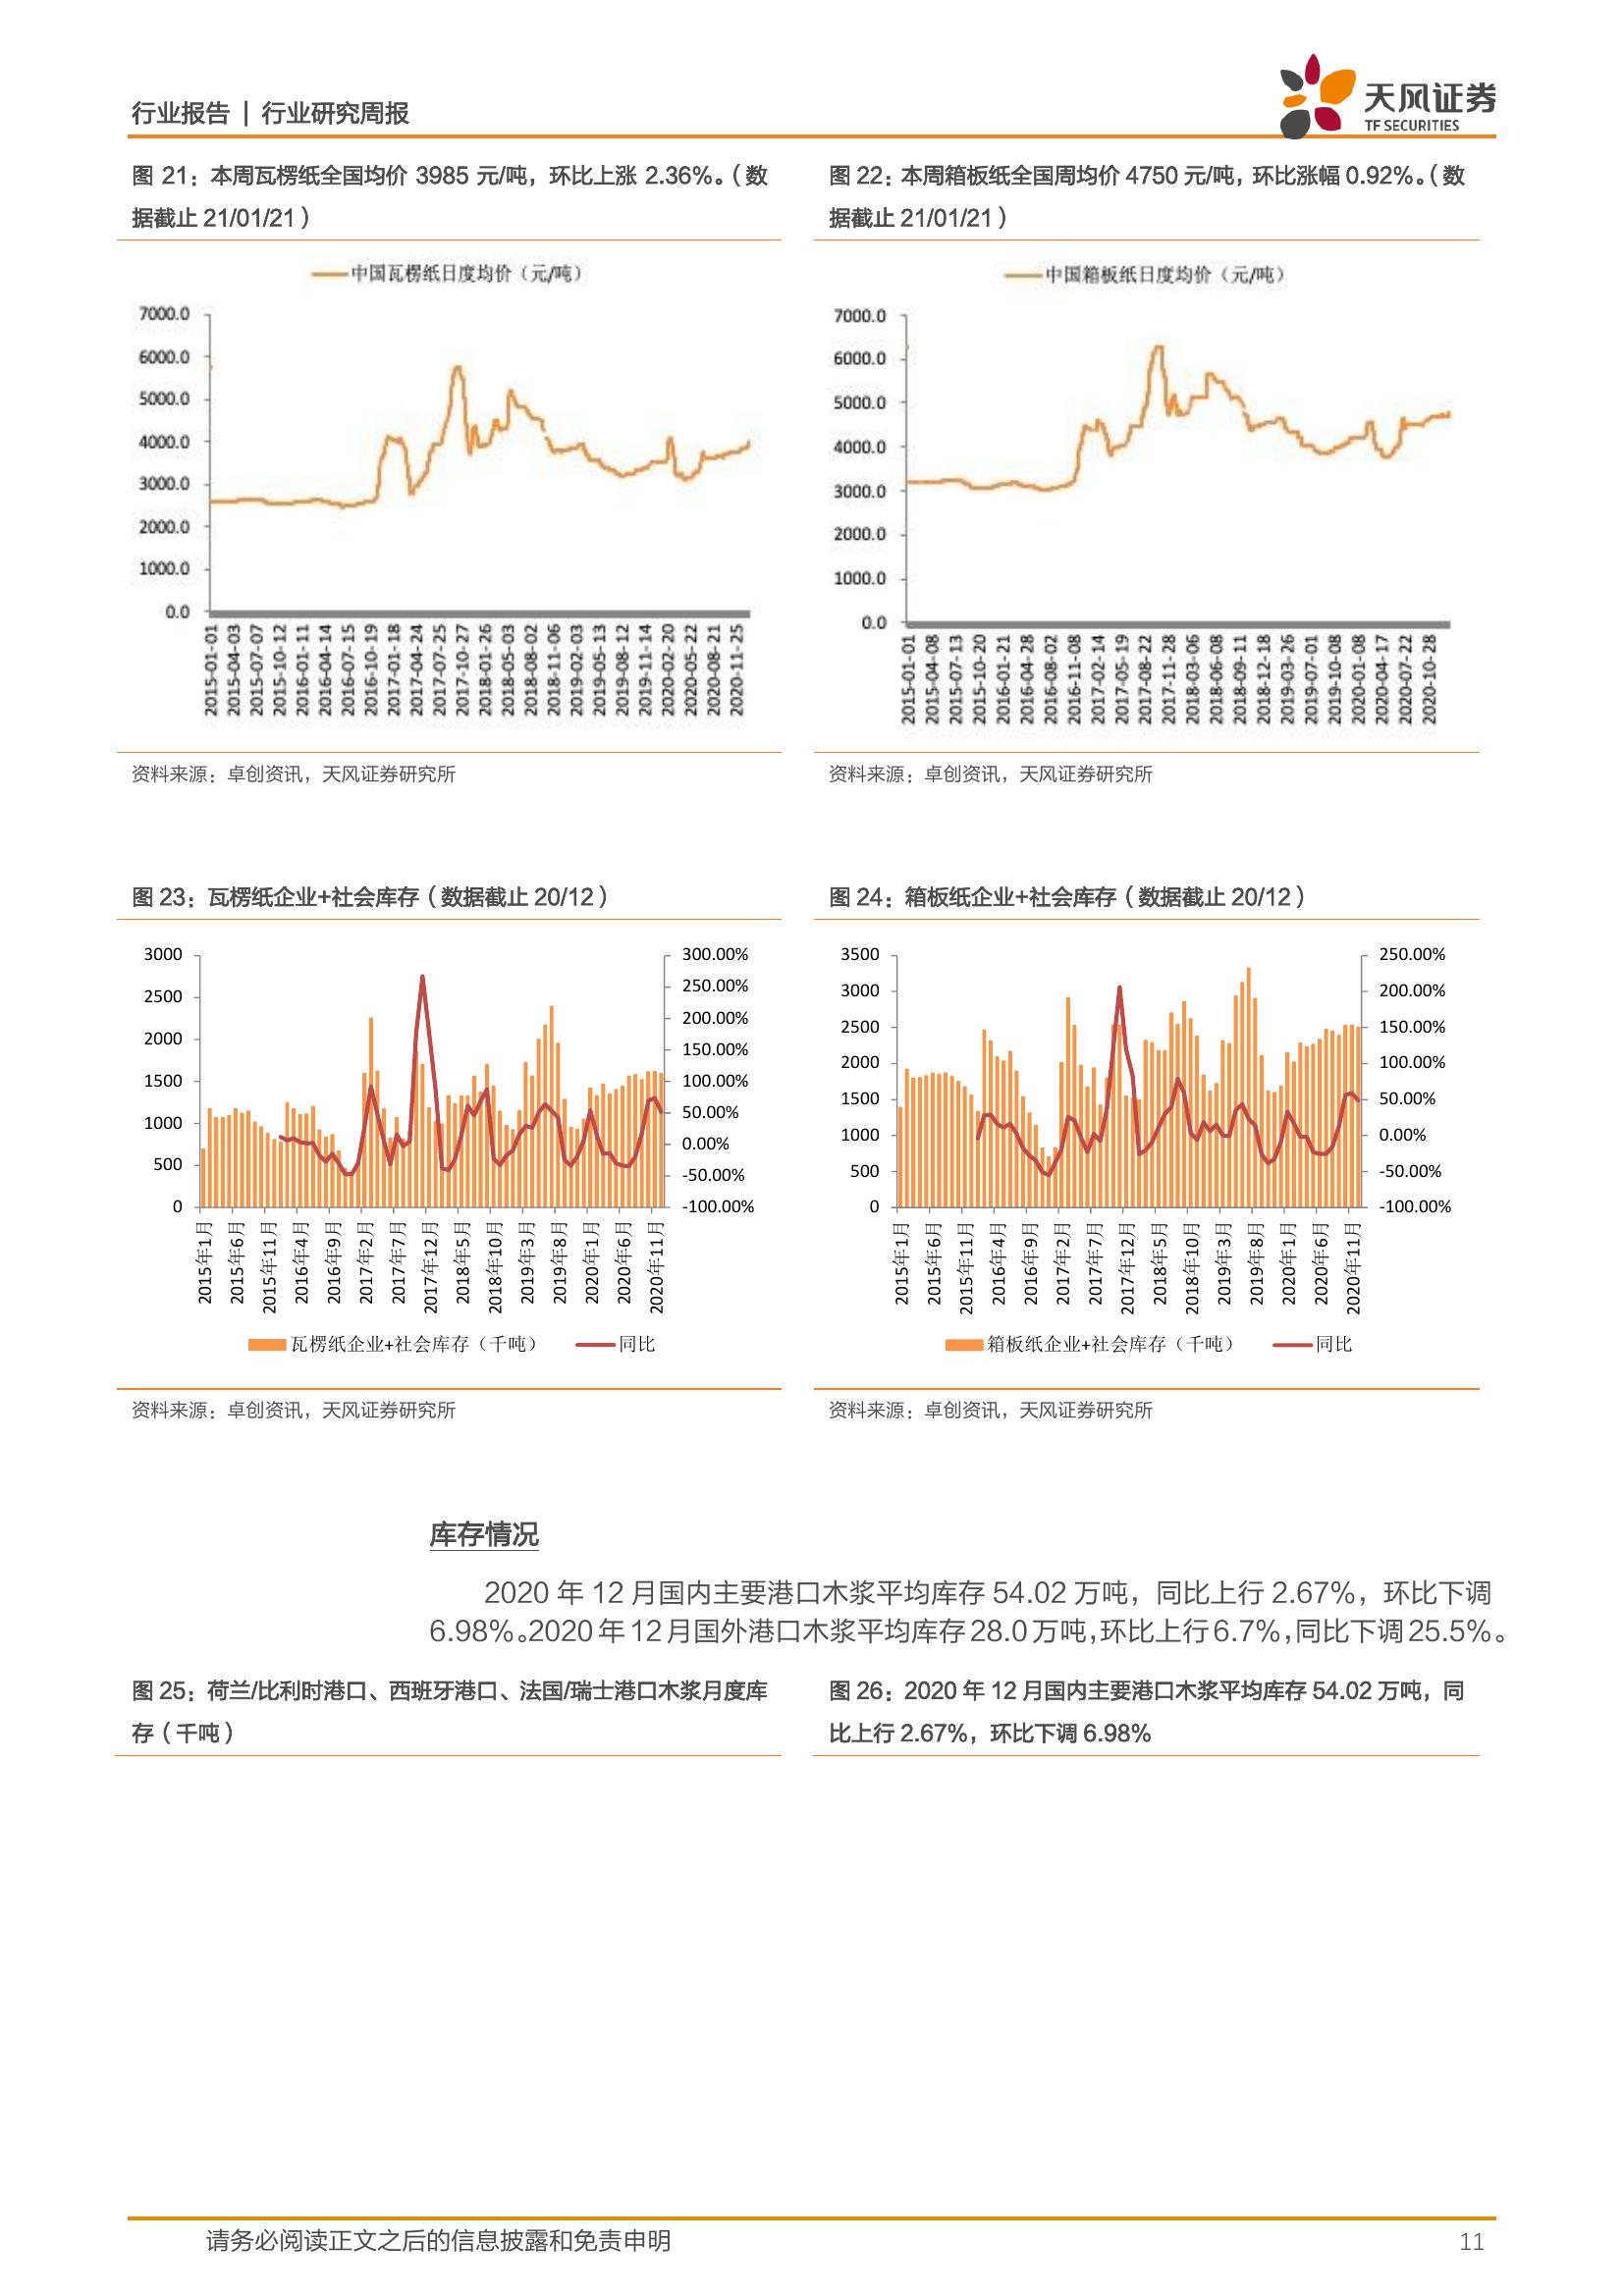 行业报告 | 行业研究周报
天风证券
TF SECURITIES
图 21：本周瓦楞纸全国均价 3985 元/吨，环比上涨 2.36%。（数
据截止 21/01/21）
中国瓦楞纸日度均价（元/吨）
7000.0
6000.0
5000.0
4000.0
3000.0
2000.0
1000.0
0.0
2015-01-01
2015-04-03
2015-07-07
2015-10-12
2016-01-11
2016-04-14
2016-07-15
2016-10-19
2017-01-18
2017-04-24
2017-07-25
2017-10-27
2018-01-26
2018-05-03
2018-08-02
2018-11-06
2019-02-03
2019-05-13
2019-08-12
2019-11-14
2020-02-20
2020-05-22
2020-08-21
2020-11-25
资料来源：卓创资讯，天风证券研究所
图 22：本周箱板纸全国周均价 4750 元/吨，环比涨幅 0.92%。（数
据截止 21/01/21）
中国箱板纸日度均价（元/吨）
7000.0
6000.0
5000.0
4000.0
3000.0
2000.0
1000.0
0.0
2015-01-01
2015-04-08
2015-07-13
2015-10-20
2016-01-21
2016-04-28
2016-08-02
2016-11-08
2017-02-14
2017-05-19
2017-08-22
2017-11-28
2018-03-06
2018-06-08
2018-09-11
2018-12-18
2019-03-26
2019-07-01
2019-10-08
2020-01-08
2020-04-17
2020-07-22
2020-10-28
资料来源：卓创资讯，天风证券研究所
图 23：瓦楞纸企业+社会库存（数据截止 20/12）
3000
2500
2000
1500
1000
500
0
300.00%
250.00%
200.00%
150.00%
100.00%
50.00%
0.00%
-50.00%
-100.00%
2015年1月
2015年6月
2015年11月
2016年4月
2016年9月
2017年2月
2017年7月
2017年12月
2018年5月
2018年10月
2019年3月
2019年8月
2020年1月
2020年6月
2020年11月
瓦楞纸企业+社会库存（千吨）
同比
资料来源：卓创资讯，天风证券研究所
图 24：箱板纸企业+社会库存（数据截止 20/12）
3500
3000
2500
2000
1500
1000
500
0
250.00%
200.00%
150.00%
100.00%
50.00%
0.00%
-50.00%
-100.00%
2015年1月
2015年6月
2015年11月
2016年4月
2016年9月
2017年2月
2017年7月
2017年12月
2018年5月
2018年10月
2019年3月
2019年8月
2020年1月
2020年6月
2020年11月
箱板纸企业+社会库存（千吨）
同比
资料来源：卓创资讯，天风证券研究所
库存情况
2020 年 12 月国内主要港口木浆平均库存 54.02 万吨，同比上行 2.67%，环比下调
6.98%。2020 年 12 月国外港口木浆平均库存 28.0 万吨，环比上行 6.7%，同比下调 25.5%。
图 25：荷兰/比利时港口、西班牙港口、法国/瑞士港口木浆月度库
存（千吨）
图 26：2020 年 12 月国内主要港口木浆平均库存 54.02 万吨，同
比上行 2.67%，环比下调 6.98%
请务必阅读正文之后的信息披露和免责申明
11